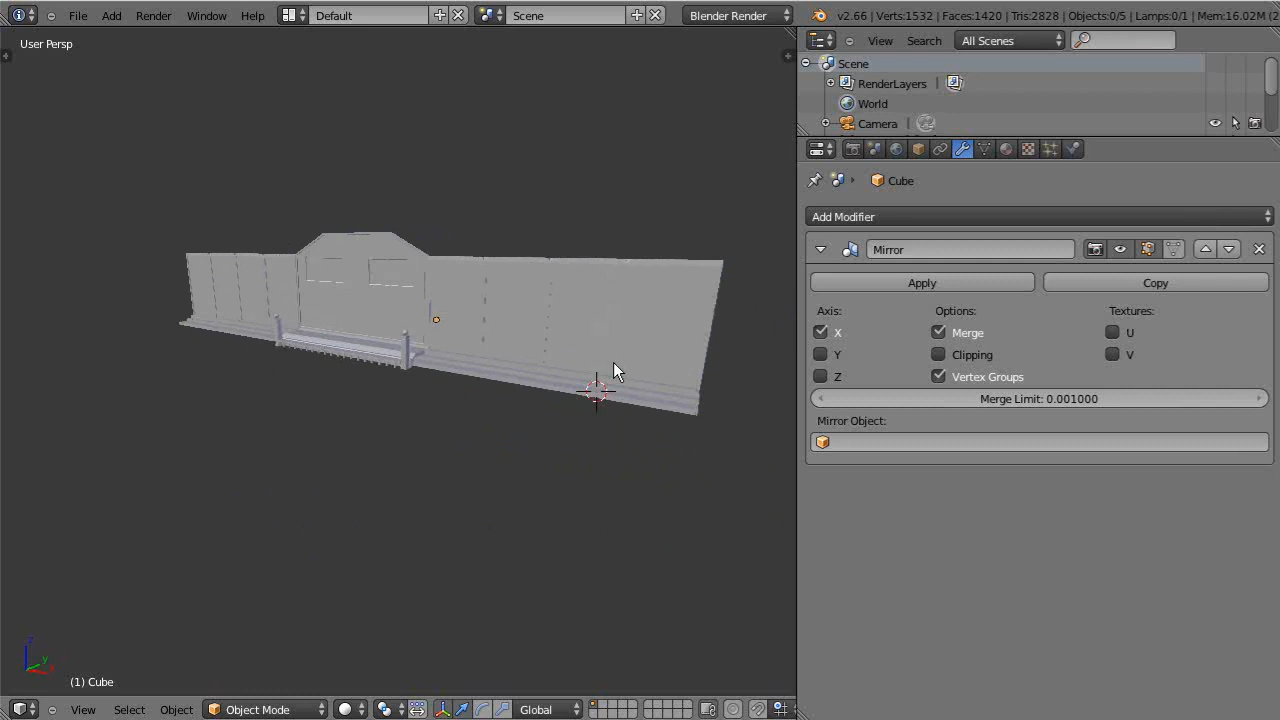 File Add Render Window Help Default Scene Blender Render v2.66 | Verts:1532 | Faces:1420 | Tris:2828 | Objects:0/5 | Lamps:0/1 | Mem:16.02M (2
User Persp
View Search All Scenes
Scene
RenderLayers |
World
Camera |
Cube
Add Modifier
Mirror
Apply Copy
Axis: Options: Textures:
X Merge U
Y Clipping V
Z Vertex Groups
Merge Limit: 0.001000
Mirror Object:
z
y
x
(1) Cube
View Select Object Object Mode Global